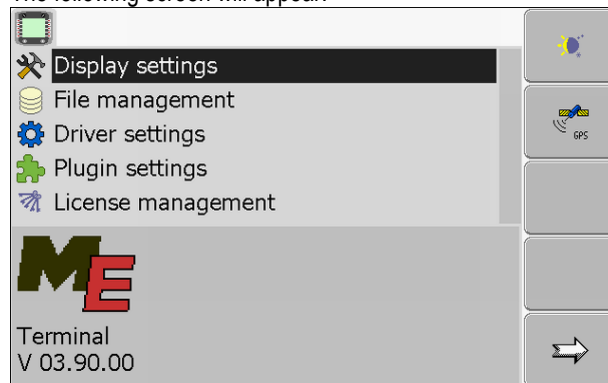 The following screen will appear:
Display settings
File management
Driver settings
Plugin settings
License management
GPS
ME
Terminal
V 03.90.00